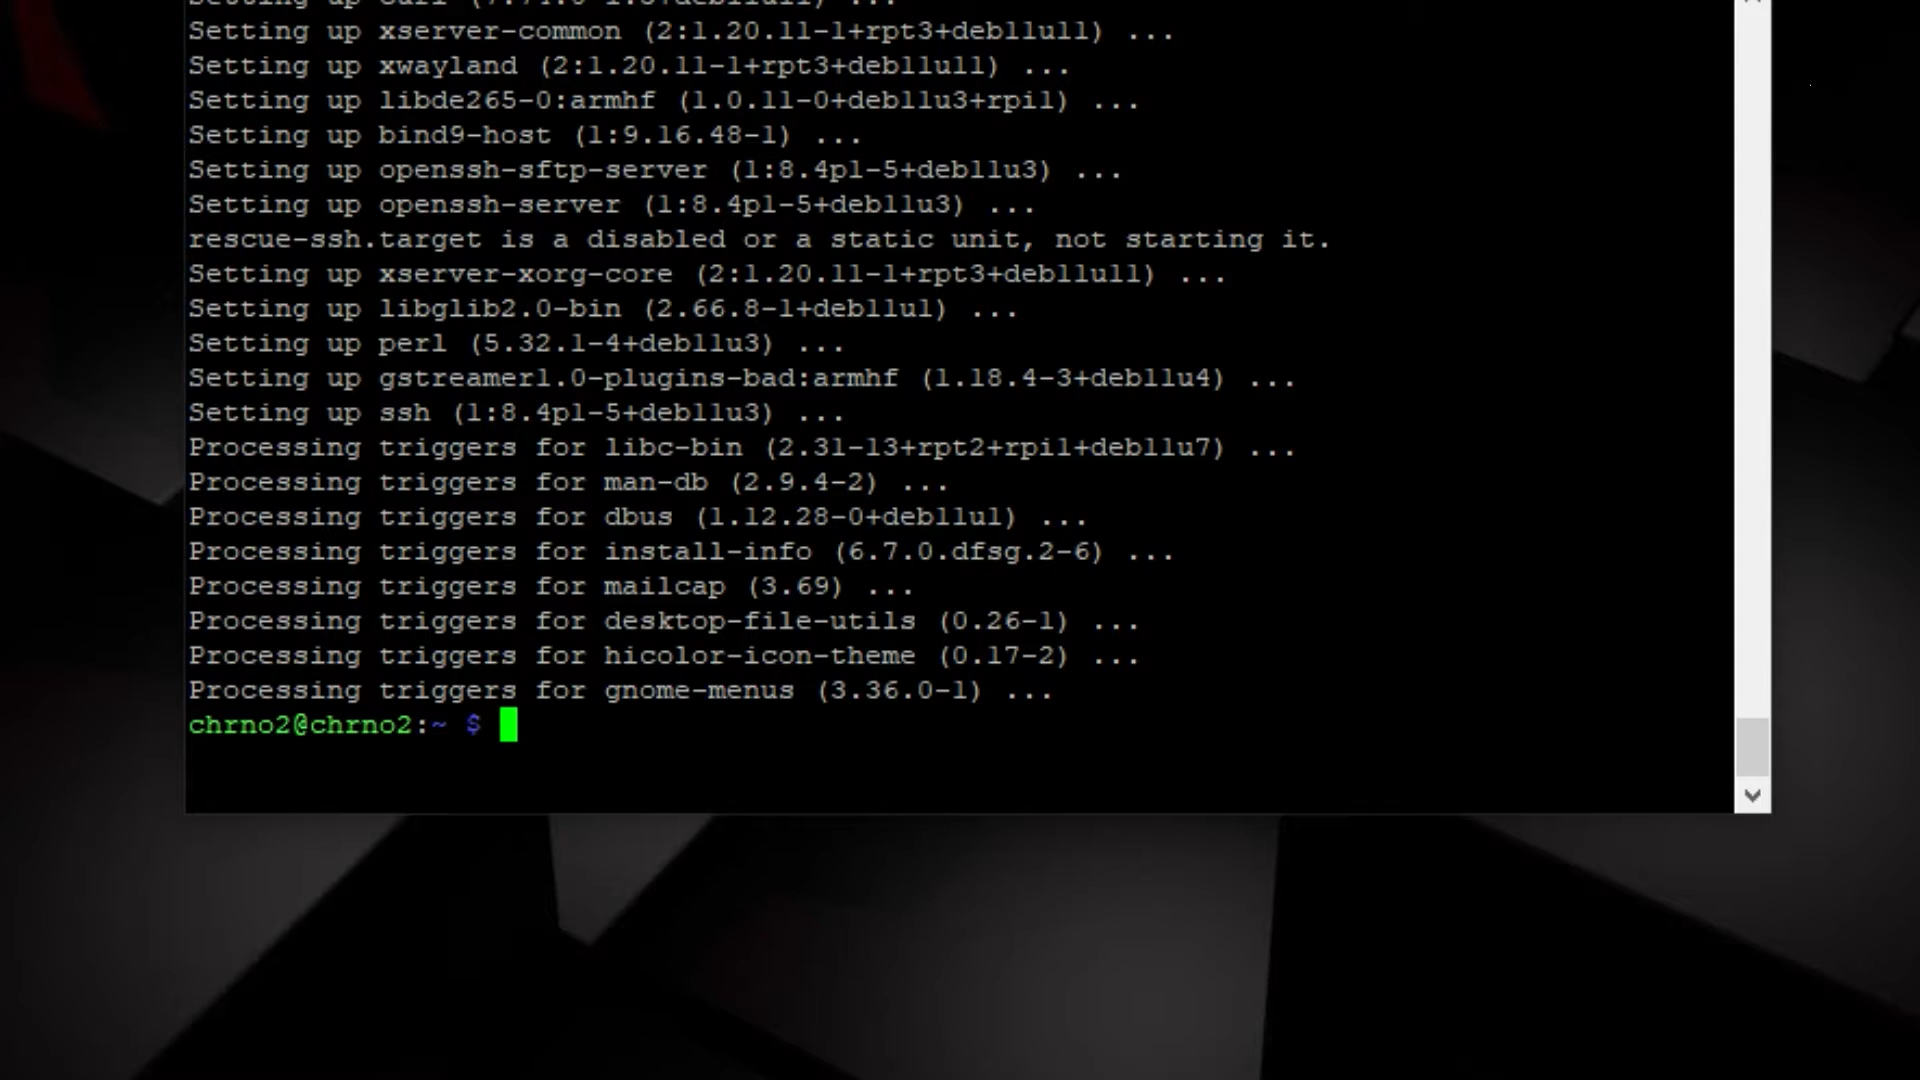 Setting up curl (7.74.0-1.3+deb11u11) ...
Setting up xserver-common (2:1.20.11-1+rpt3+deb11u11) ...
Setting up xwayland (2:1.20.11-1+rpt3+deb11u11) ...
Setting up libde265-0:armhf (1.0.11-0+deb11u3+rpi1) ...
Setting up bind9-host (1:9.16.48-1) ...
Setting up openssh-sftp-server (1:8.4p1-5+deb11u3) ...
Setting up openssh-server (1:8.4p1-5+deb11u3) ...
rescue-ssh.target is a disabled or a static unit, not starting it.
Setting up xserver-xorg-core (2:1.20.11-1+rpt3+deb11u11) ...
Setting up libglib2.0-bin (2.66.8-1+deb11u1) ...
Setting up perl (5.32.1-4+deb11u3) ...
Setting up gstreamer1.0-plugins-bad:armhf (1.18.4-3+deb11u4) ...
Setting up ssh (1:8.4p1-5+deb11u3) ...
Processing triggers for libc-bin (2.31-13+rpt2+rpi1+deb11u7) ...
Processing triggers for man-db (2.9.4-2) ...
Processing triggers for dbus (1.12.28-0+deb11u1) ...
Processing triggers for install-info (6.7.0.dfsg.2-6) ...
Processing triggers for mailcap (3.69) ...
Processing triggers for desktop-file-utils (0.26-1) ...
Processing triggers for hicolor-icon-theme (0.17-2) ...
Processing triggers for gnome-menus (3.36.0-1) ...
chrno2@chrno2:~ $